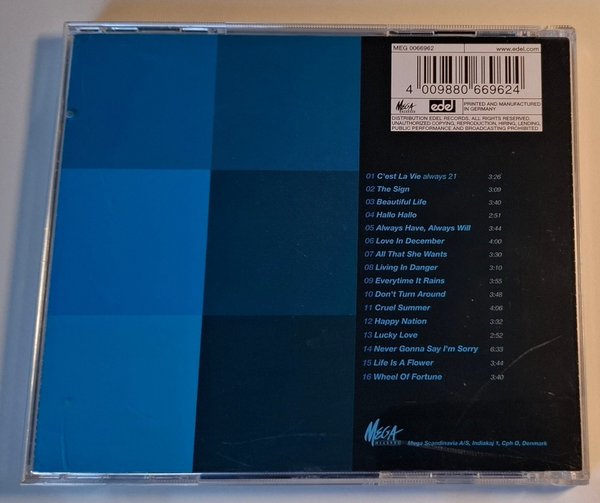 MEG 0066962 www.edel.com
4 009880 669624
MEGA RECORDS edel PRINTED AND MANUFACTURED IN GERMANY
DISTRIBUTION EDEL RECORDS. ALL RIGHTS RESERVED.
UNAUTHORIZED COPYING, REPRODUCTION, HIRING, LENDING,
PUBLIC PERFORMANCE AND BROADCASTING PROHIBITED
01 C'est La Vie always 21 3:26
02 The Sign 3:09
03 Beautiful Life 3:40
04 Hallo Hallo 2:51
05 Always Have, Always Will 3:44
06 Love In December 4:00
07 All That She Wants 3:30
08 Living In Danger 3:10
09 Everytime It Rains 3:55
10 Don't Turn Around 3:48
11 Cruel Summer 4:06
12 Happy Nation 3:32
13 Lucky Love 2:52
14 Never Gonna Say I'm Sorry 6:33
15 Life Is A Flower 3:44
16 Wheel Of Fortune 3:40
MEGA RECORDS Mega Scandinavia A/S, Indiakaj 1, Cph O, Denmark